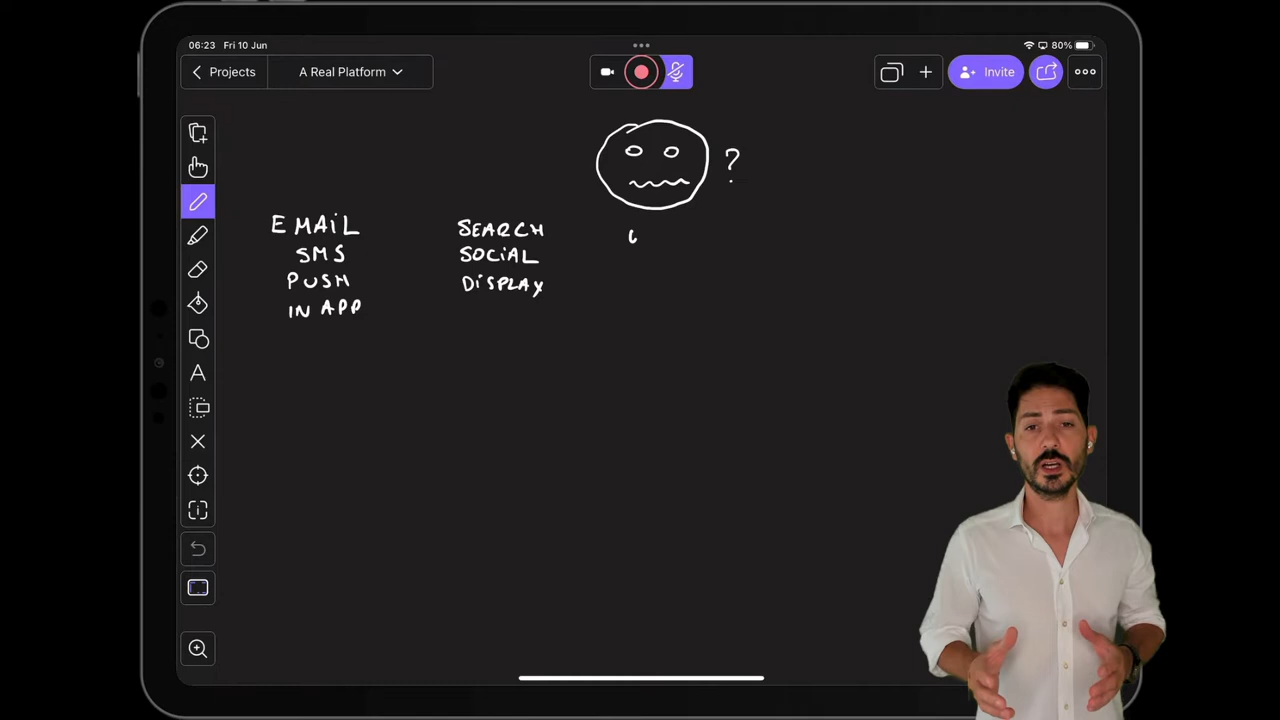 06:23 Fri 10 Jun
80%
Projects
A Real Platform
Invite
?
EMAiL
SMS
PUSH
IN APP
SEARCH
SOCiAL
DiSPLAY
A